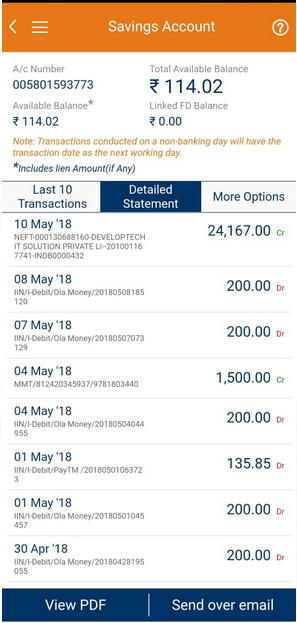 Savings Account
A/c Number
005801593773
Total Available Balance
₹ 114.02
Available Balance*
₹ 114.02
Linked FD Balance
₹ 0.00
Note: Transactions conducted on a non-banking day will have the
transaction date as the next working day.
*Includes lien Amount(if Any)
Last 10
Transactions
Detailed
Statement
More Options
10 May '18
NEFT-000130688160-DEVELOPTECH
IT SOLUTION PRIVATE LI--20100116
7741-INDB0000432
24,167.00 Cr
08 May '18
IIN/I-Debit/Ola Money/20180508185
120
200.00 Dr
07 May '18
IIN/I-Debit/Ola Money/20180507073
129
200.00 Dr
04 May '18
MMT/812420345937/9781803440
1,500.00 Cr
04 May '18
IIN/I-Debit/Ola Money/20180504044
955
200.00 Dr
01 May '18
IIN/I-Debit/PayTM /2018050106372
3
135.85 Dr
01 May '18
IIN/I-Debit/Ola Money/20180501045
457
200.00 Dr
30 Apr '18
IIN/I-Debit/Ola Money/20180428195
055
200.00 Dr
View PDF
Send over email